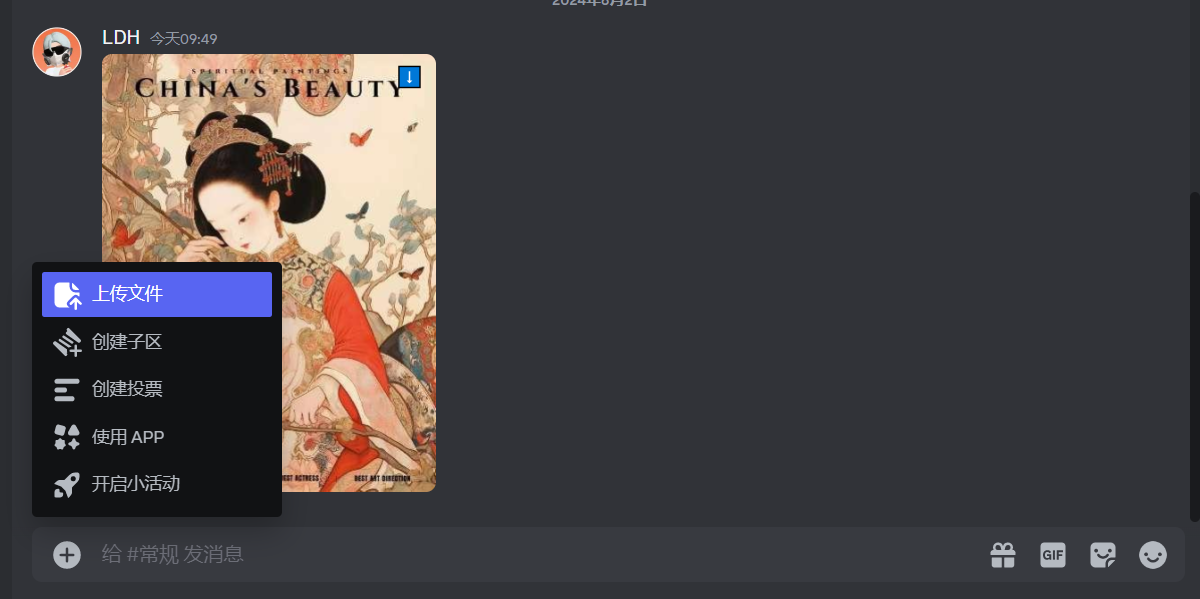 2024年8月2日
LDH 今天09:49
SPIRITUAL PAINTINGS
CHINA'S BEAUTY
上传文件
创建子区
创建投票
使用 APP
开启小活动
BEST ACTRESS
BEST ART DIRECTION
给 #常规 发消息
GIF